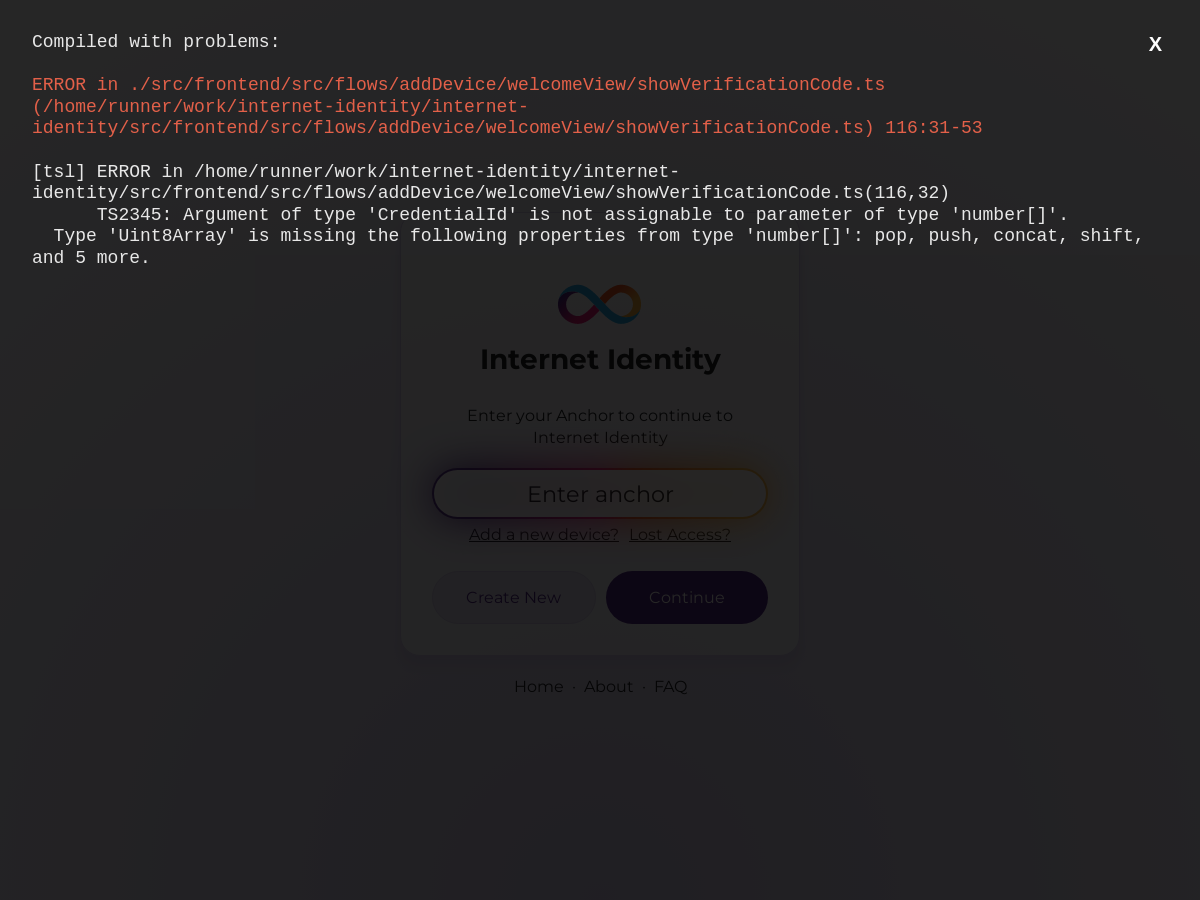 Compiled with problems:
X
ERROR in ./src/frontend/src/flows/addDevice/welcomeView/showVerificationCode.ts
(/home/runner/work/internet-identity/internet-
identity/src/frontend/src/flows/addDevice/welcomeView/showVerificationCode.ts) 116:31-53
[tsl] ERROR in /home/runner/work/internet-identity/internet-
identity/src/frontend/src/flows/addDevice/welcomeView/showVerificationCode.ts(116,32)
TS2345: Argument of type 'CredentialId' is not assignable to parameter of type 'number[]'.
Type 'Uint8Array' is missing the following properties from type 'number[]': pop, push, concat, shift,
and 5 more.
Internet Identity
Enter your Anchor to continue to
Internet Identity
Enter anchor
Add a new device? Lost Access?
Create New Continue
Home · About · FAQ